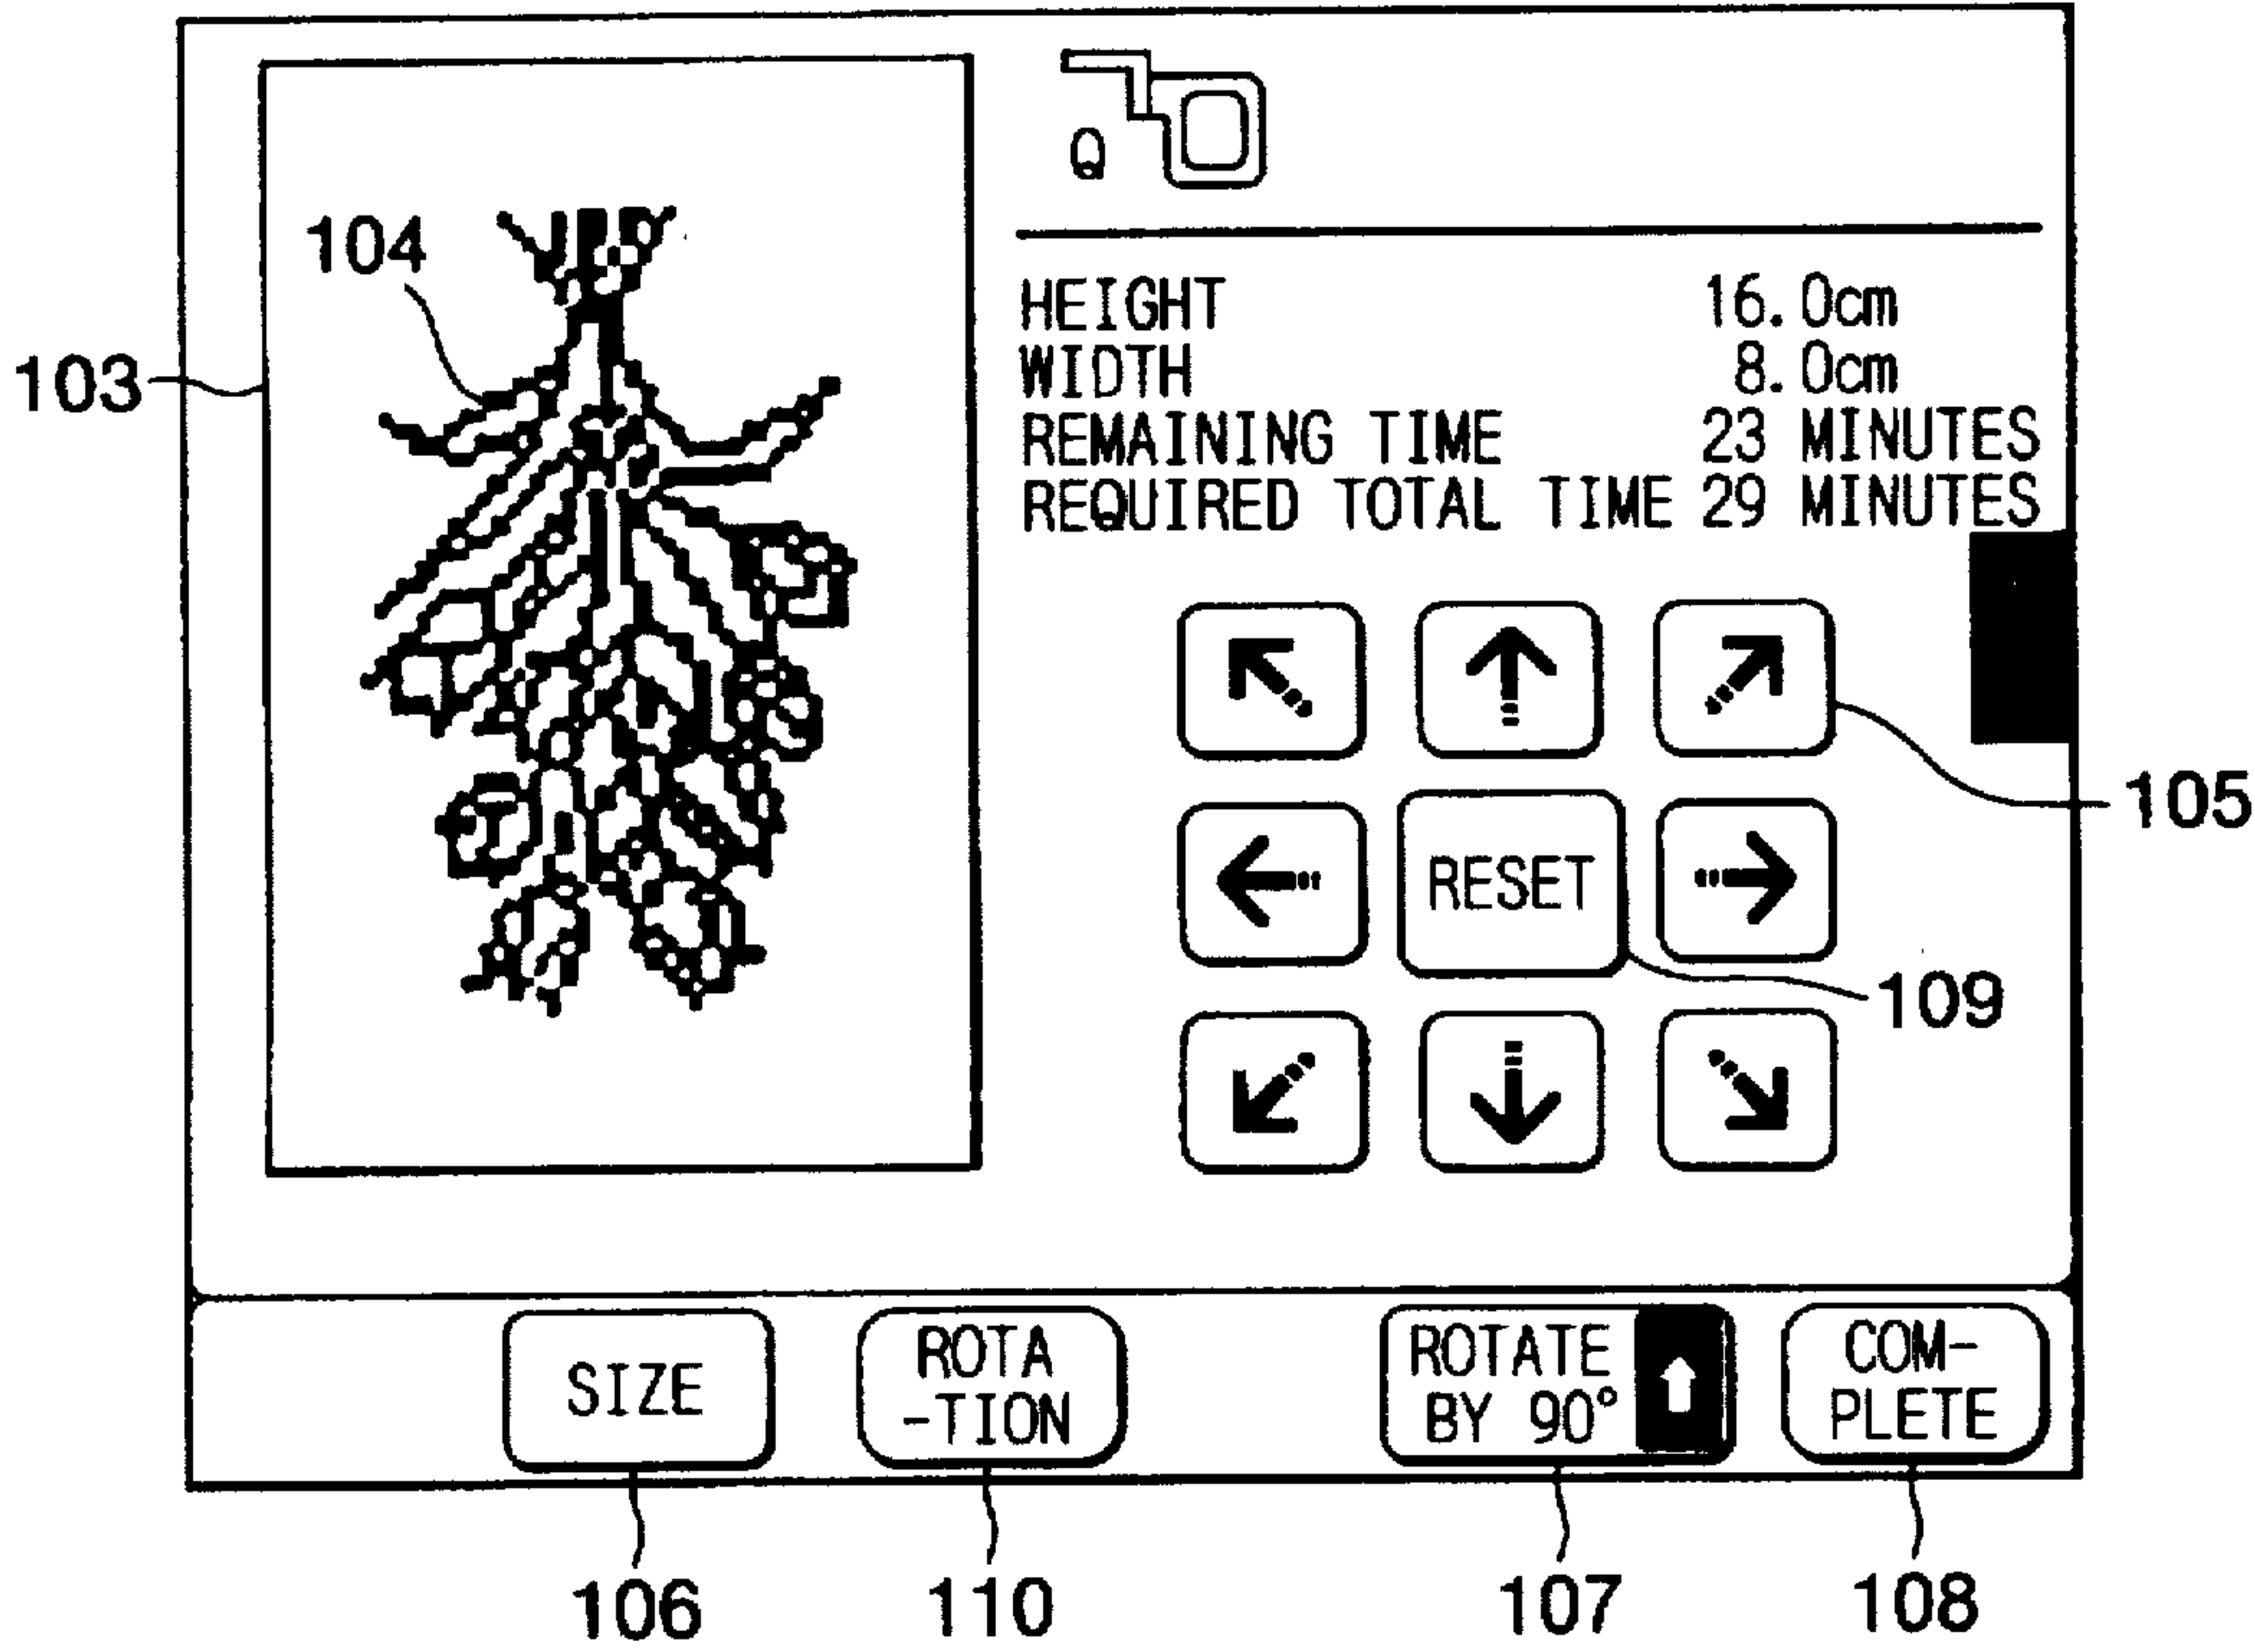 Q
104
HEIGHT 16.0cm
103
WIDTH 8.0cm
REMAINING TIME 23 MINUTES
REQUIRED TOTAL TIME 29 MINUTES
105
RESET
109
SIZE
ROTA
-TION
ROTATE
BY 90°
COM-
PLETE
106
110
107
108